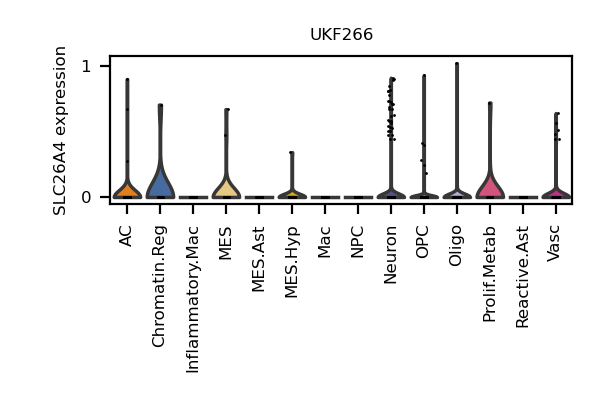 UKF266
SLC26A4 expression
1
0
AC
Chromatin.Reg
Inflammatory.Mac
MES
MES.Ast
MES.Hyp
Mac
NPC
Neuron
OPC
Oligo
Prolif.Metab
Reactive.Ast
Vasc